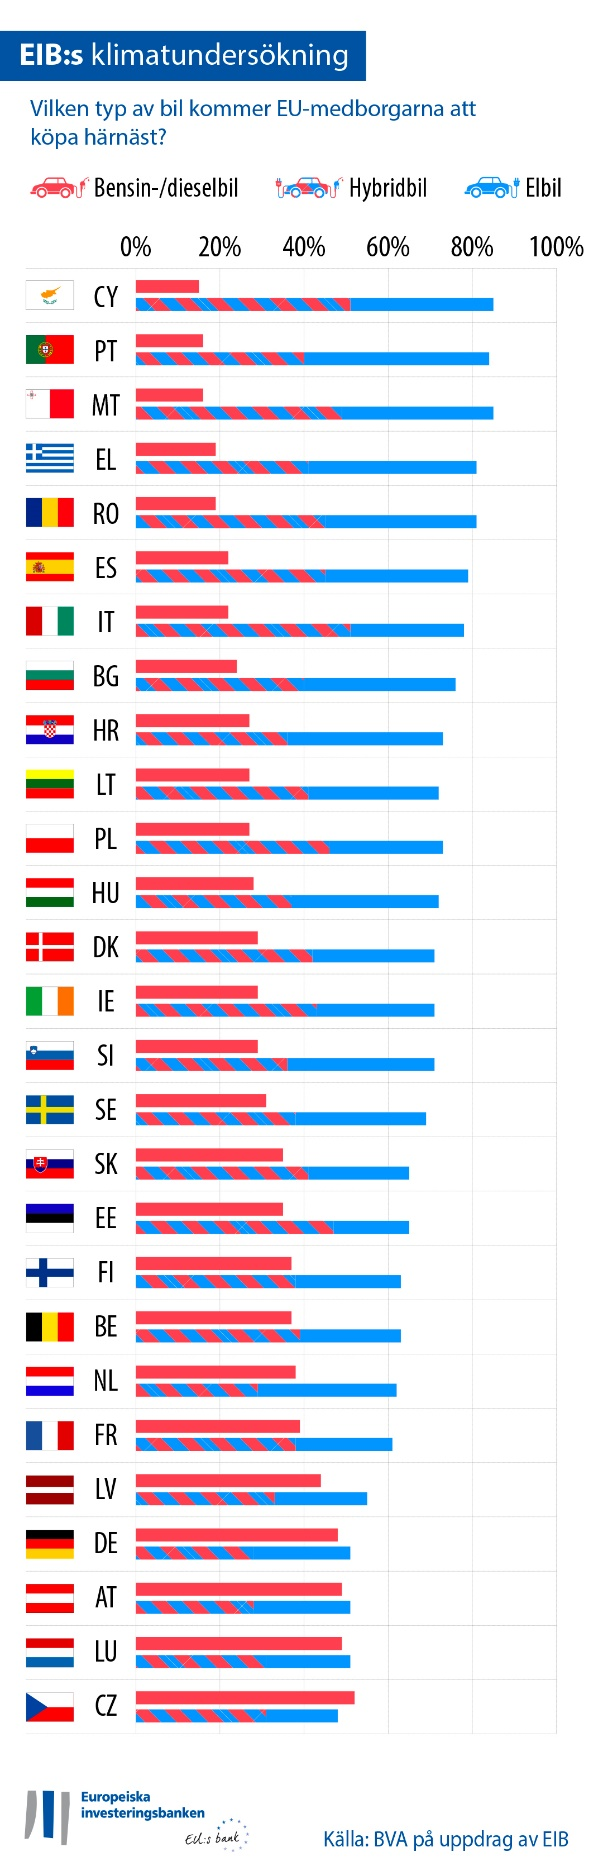 EIB:s klimatundersökning
Vilken typ av bil kommer EU-medborgarna att
köpa härnäst?
Bensin-/dieselbil Hybridbil Elbil
0% 20% 40% 60% 80% 100%
CY
PT
MT
EL
RO
ES
IT
BG
HR
LT
PL
HU
DK
IE
SI
SE
SK
EE
FI
BE
NL
FR
LV
DE
AT
LU
CZ
Europeiska
investeringsbanken
EU:s bank
Källa: BVA på uppdrag av EIB